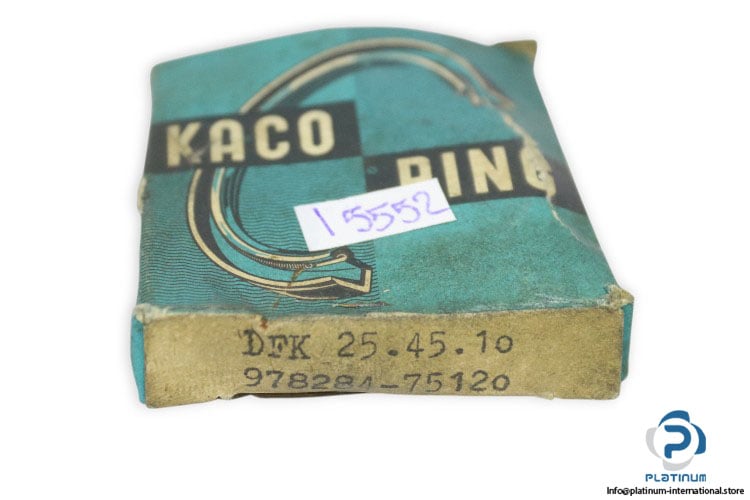 KACO
RING
15552
DFK 25.45.10
978284-75120
PLATINUM
Info@platinum-international.store